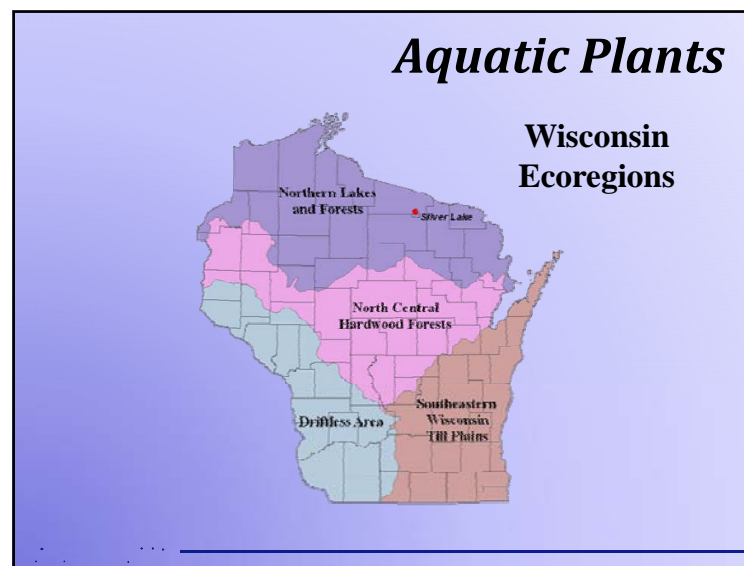 Aquatic Plants
Wisconsin
Ecoregions
Northern Lakes
and Forests
Silver Lake
North Central
Hardwood Forests
Southeastern
Wisconsin
Till Plains
Driftless Area